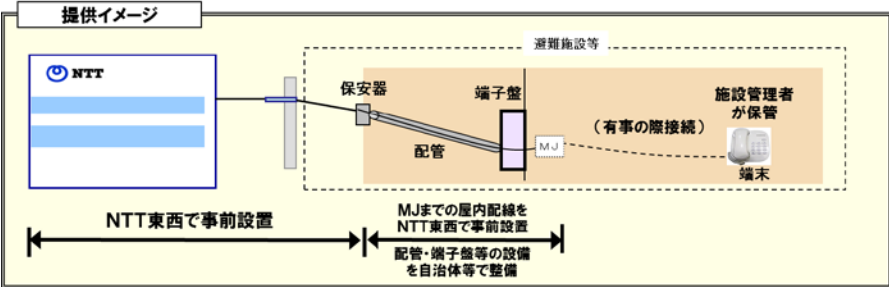 提供イメージ
避難施設等
NTT
保安器
端子盤
施設管理者
が保管
（有事の際接続）
MJ
配管
端末
NTT東西で事前設置
MJまでの屋内配線を
NTT東西で事前設置
配管・端子盤等の設備
を自治体等で整備